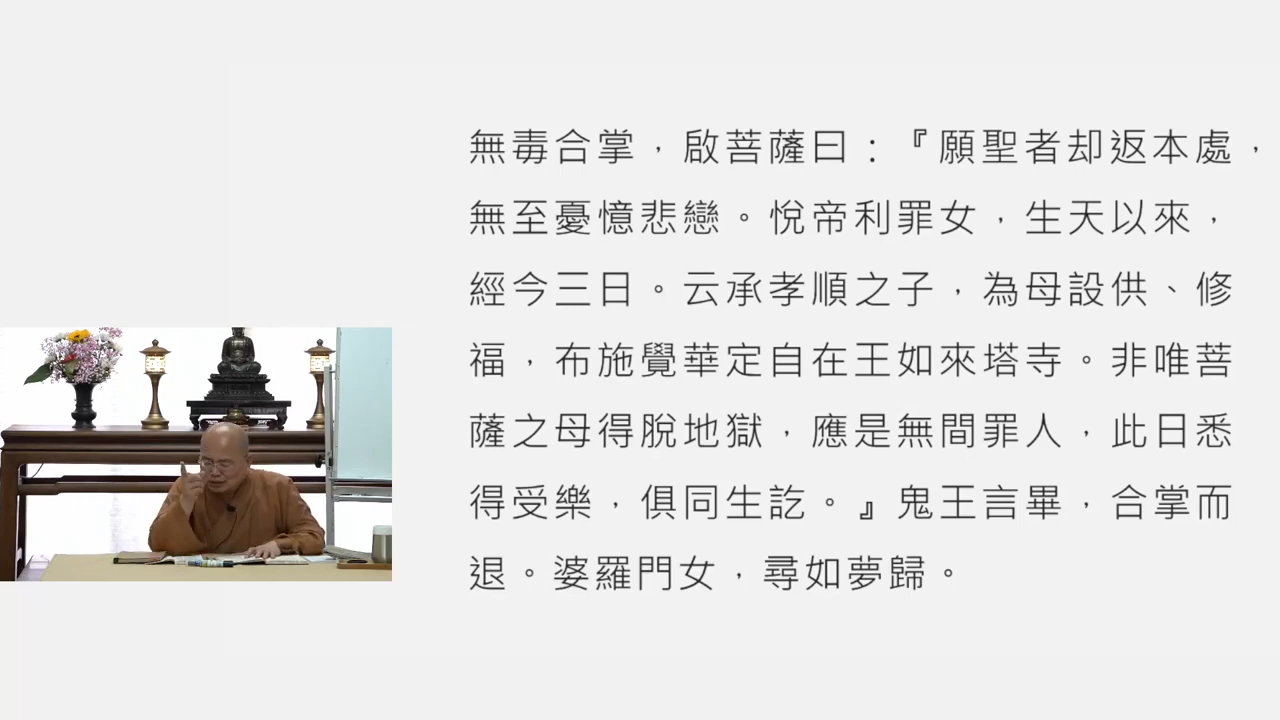 無毒合掌，啟菩薩曰：『願聖者却返本處，
無至憂憶悲戀。悅帝利罪女，生天以來，
經今三日。云承孝順之子，為母設供、修
福，布施覺華定自在王如來塔寺。非唯菩
薩之母得脫地獄，應是無間罪人，此日悉
得受樂，俱同生訖。』鬼王言畢，合掌而
退。婆羅門女，尋如夢歸。